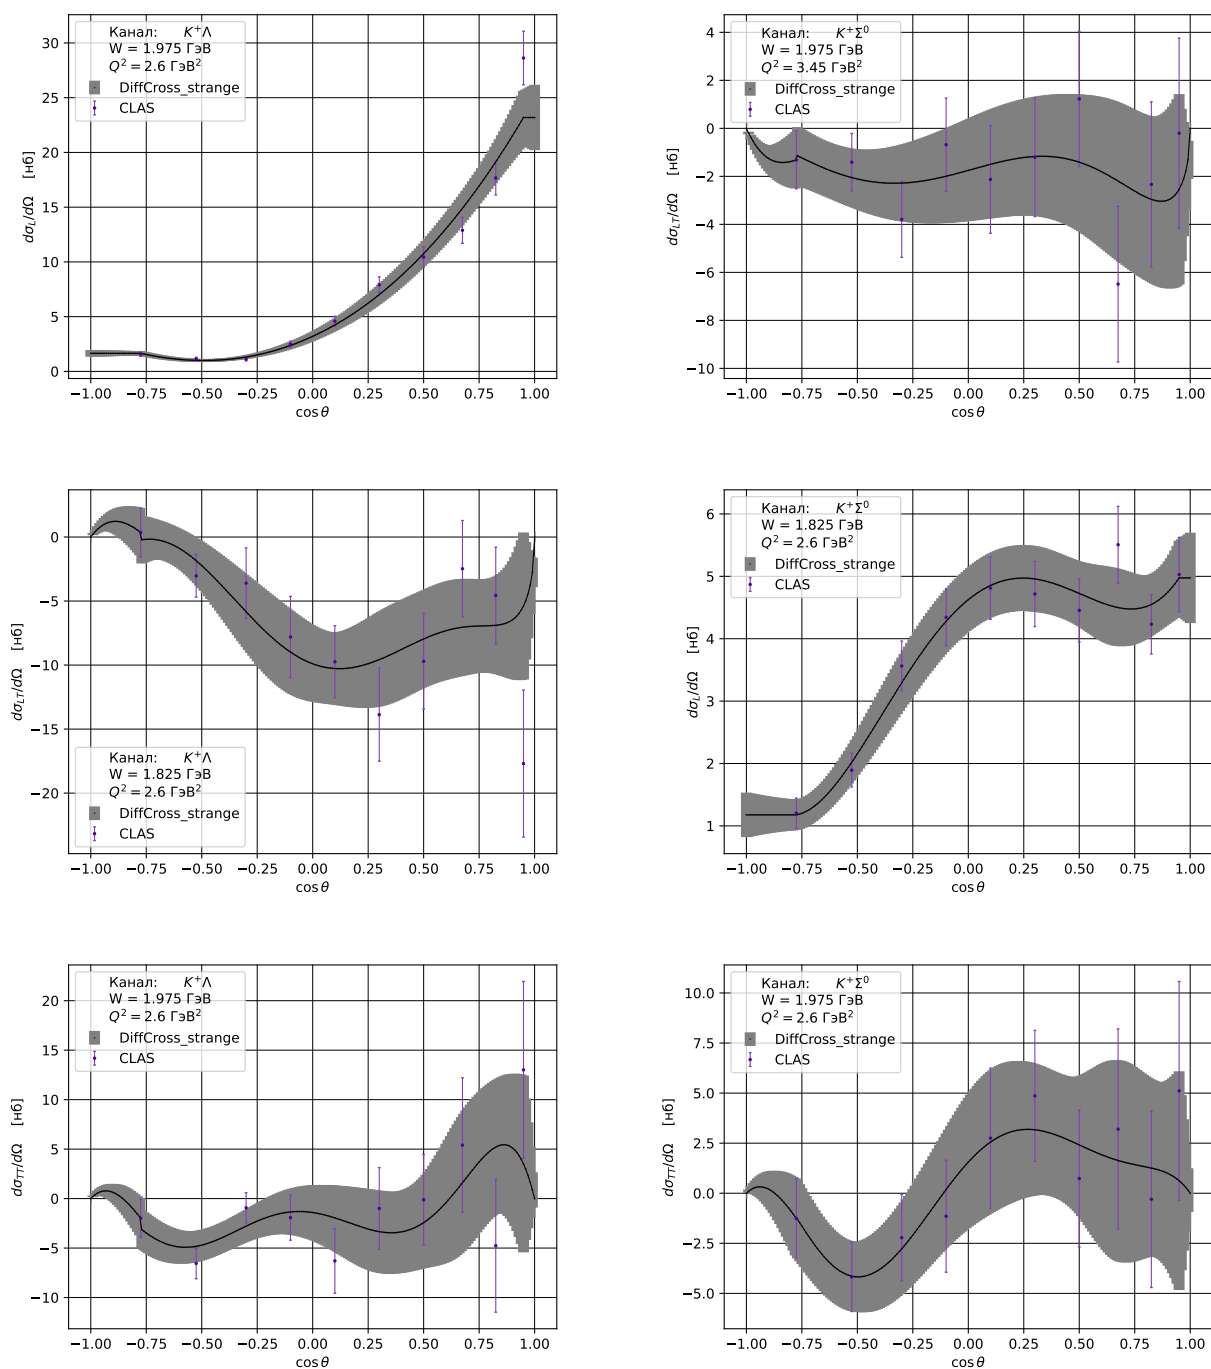 Канал: K⁺Λ
W = 1.975 ГэВ
Q² = 2.6 ГэВ²
DiffCross_strange
CLAS
30
25
20
15
10
5
0
dσ_L/dΩ [нб]
−1.00 −0.75 −0.50 −0.25 0.00 0.25 0.50 0.75 1.00
cos θ
Канал: K⁺Σ⁰
W = 1.975 ГэВ
Q² = 3.45 ГэВ²
DiffCross_strange
CLAS
4
2
0
−2
−4
−6
−8
−10
dσ_LT/dΩ [нб]
−1.00 −0.75 −0.50 −0.25 0.00 0.25 0.50 0.75 1.00
cos θ
0
−5
−10
−15
−20
dσ_LT/dΩ [нб]
Канал: K⁺Λ
W = 1.825 ГэВ
Q² = 2.6 ГэВ²
DiffCross_strange
CLAS
−1.00 −0.75 −0.50 −0.25 0.00 0.25 0.50 0.75 1.00
cos θ
Канал: K⁺Σ⁰
W = 1.825 ГэВ
Q² = 2.6 ГэВ²
DiffCross_strange
CLAS
6
5
4
3
2
1
dσ_L/dΩ [нб]
−1.00 −0.75 −0.50 −0.25 0.00 0.25 0.50 0.75 1.00
cos θ
Канал: K⁺Λ
W = 1.975 ГэВ
Q² = 2.6 ГэВ²
DiffCross_strange
CLAS
20
15
10
5
0
−5
−10
dσ_TT/dΩ [нб]
−1.00 −0.75 −0.50 −0.25 0.00 0.25 0.50 0.75 1.00
cos θ
Канал: K⁺Σ⁰
W = 1.975 ГэВ
Q² = 2.6 ГэВ²
DiffCross_strange
CLAS
10.0
7.5
5.0
2.5
0.0
−2.5
−5.0
dσ_TT/dΩ [нб]
−1.00 −0.75 −0.50 −0.25 0.00 0.25 0.50 0.75 1.00
cos θ